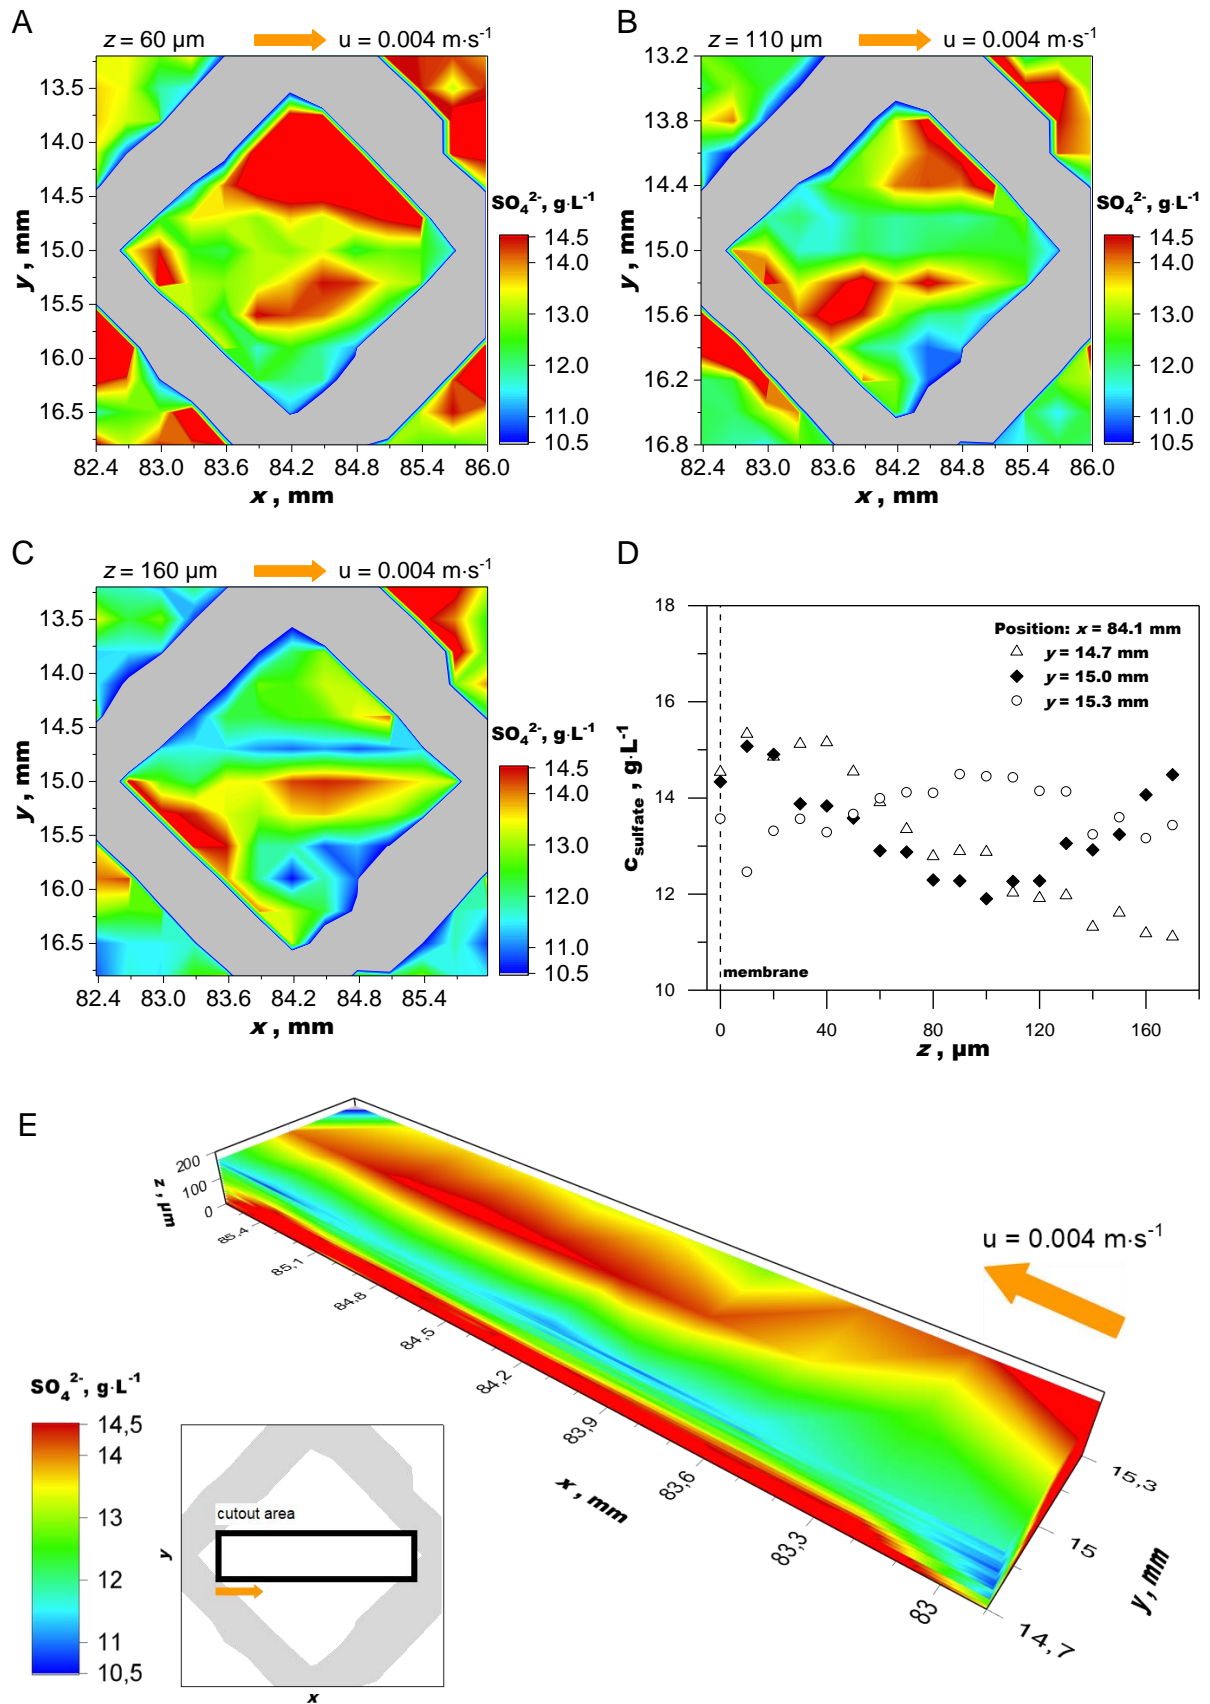 A
z = 60 µm
u = 0.004 m·s⁻¹
13.5
14.0
14.5
15.0
15.5
16.0
16.5
y , mm
82.4 83.0 83.6 84.2 84.8 85.4 86.0
x , mm
SO₄²⁻, g·L⁻¹
14.5
14.0
13.0
12.0
11.0
10.5
B
z = 110 µm
u = 0.004 m·s⁻¹
13.2
13.8
14.4
15.0
15.6
16.2
16.8
y , mm
82.4 83.0 83.6 84.2 84.8 85.4 86.0
x , mm
SO₄²⁻, g·L⁻¹
14.5
14.0
13.0
12.0
11.0
10.5
C
z = 160 µm
u = 0.004 m·s⁻¹
13.5
14.0
14.5
15.0
15.5
16.0
16.5
y , mm
82.4 83.0 83.6 84.2 84.8 85.4
x , mm
SO₄²⁻, g·L⁻¹
14.5
14.0
13.0
12.0
11.0
10.5
D
18
16
14
12
10
c sulfate , g·L⁻¹
Position: x = 84.1 mm
y = 14.7 mm
y = 15.0 mm
y = 15.3 mm
membrane
0 40 80 120 160
z , µm
E
200
100
0
z , µm
85,4
85,1
84,8
84,5
84,2
83,9
83,6
83,3
83
x , mm
u = 0.004 m·s⁻¹
15,3
15
14,7
y, mm
SO₄²⁻, g·L⁻¹
14,5
14
13
12
11
10,5
cutout area
y
x